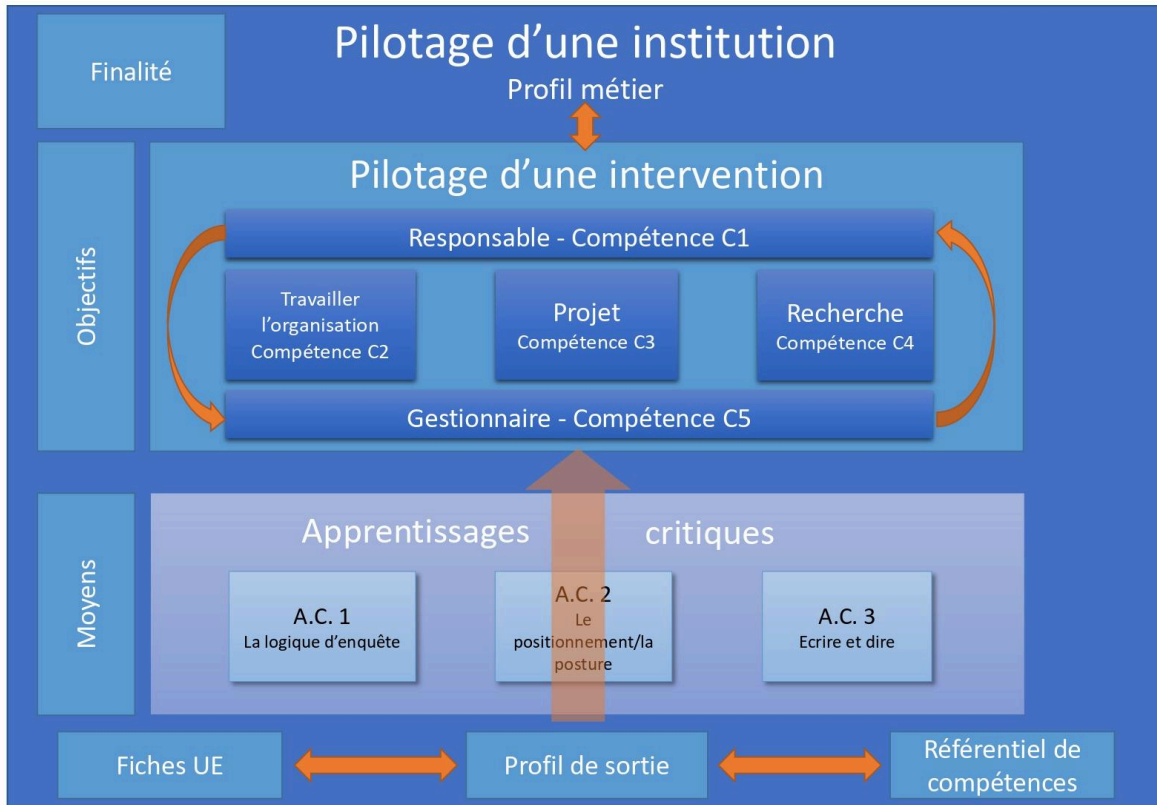 Finalité
Pilotage d’une institution
Profil métier
Objectifs
Pilotage d’une intervention
Responsable - Compétence C1
Travailler
l’organisation
Compétence C2
Projet
Compétence C3
Recherche
Compétence C4
Gestionnaire - Compétence C5
Moyens
Apprentissages critiques
A.C. 1
La logique d’enquête
A.C. 2
Le
positionnement/la
posture
A.C. 3
Ecrire et dire
Fiches UE
Profil de sortie
Référentiel de
compétences